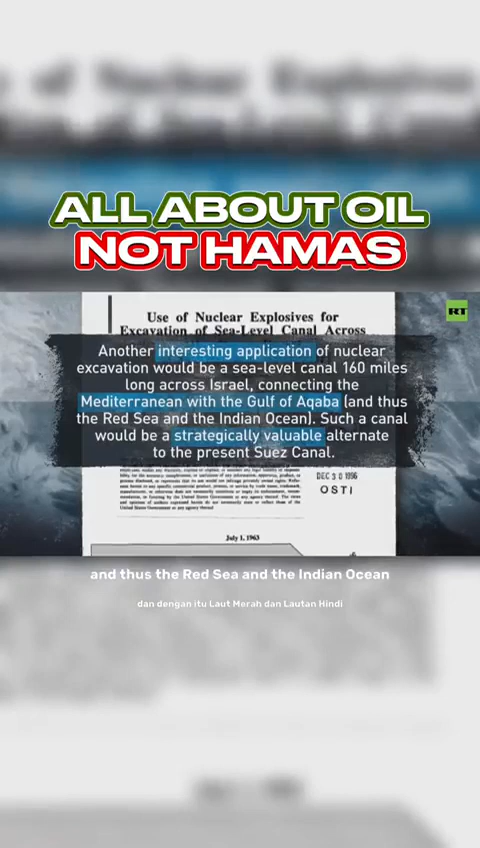 of Nuclear Explosives
ALL ABOUT OIL
NOT HAMAS
RT
Use of Nuclear Explosives for
Excavation of Sea-Level Canal Across
Another interesting application of nuclear
excavation would be a sea-level canal 160 miles
long across Israel, connecting the
Mediterranean with the Gulf of Aqaba (and thus
the Red Sea and the Indian Ocean). Such a canal
would be a strategically valuable alternate
to the present Suez Canal.
DEC 30 1996
OSTI
July 1, 1963
and thus the Red Sea and the Indian Ocean
dan dengan itu Laut Merah dan Lautan Hindi